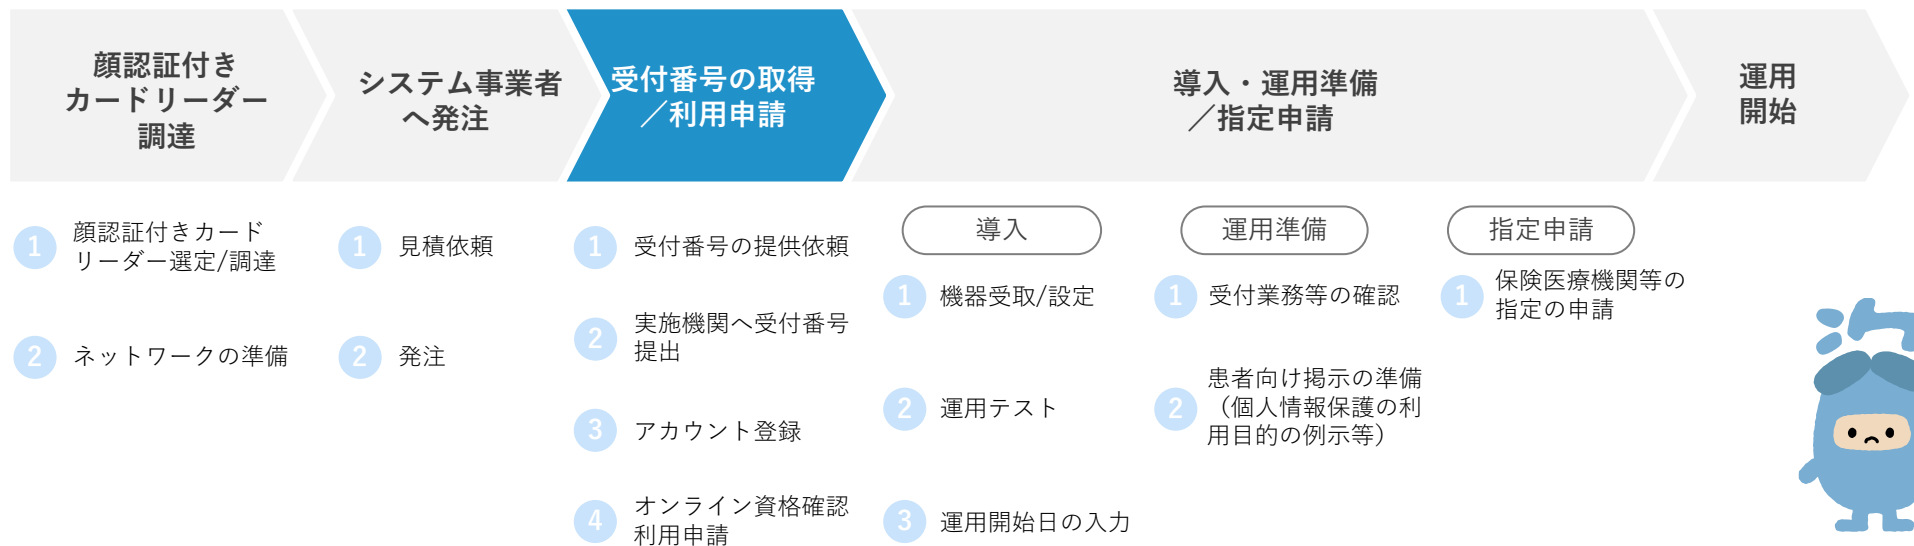 顔認証付き
カードリーダー
調達
システム事業者
へ発注
受付番号の取得
／利用申請
導入・運用準備
／指定申請
運用
開始
1
顔認証付きカード
リーダー選定/調達
2
ネットワークの準備
1
見積依頼
2
発注
1
受付番号の提供依頼
2
実施機関へ受付番号
提出
3
アカウント登録
4
オンライン資格確認
利用申請
導入
1
機器受取/設定
2
運用テスト
3
運用開始日の入力
運用準備
1
受付業務等の確認
2
患者向け掲示の準備
（個人情報保護の利
用目的の例示等）
指定申請
1
保険医療機関等の
指定の申請